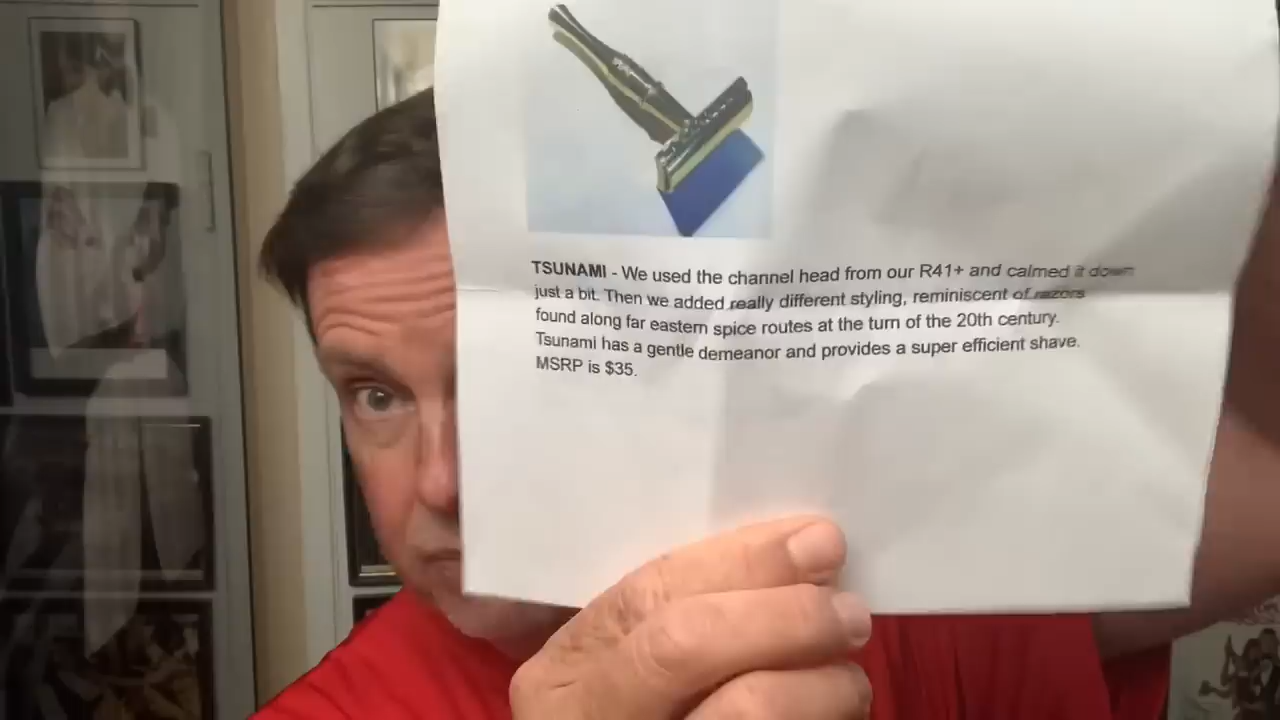 TSUNAMI - We used the channel head from our R41+ and calmed it down
just a bit. Then we added really different styling, reminiscent of razors
found along far eastern spice routes at the turn of the 20th century.
Tsunami has a gentle demeanor and provides a super efficient shave.
MSRP is $35.